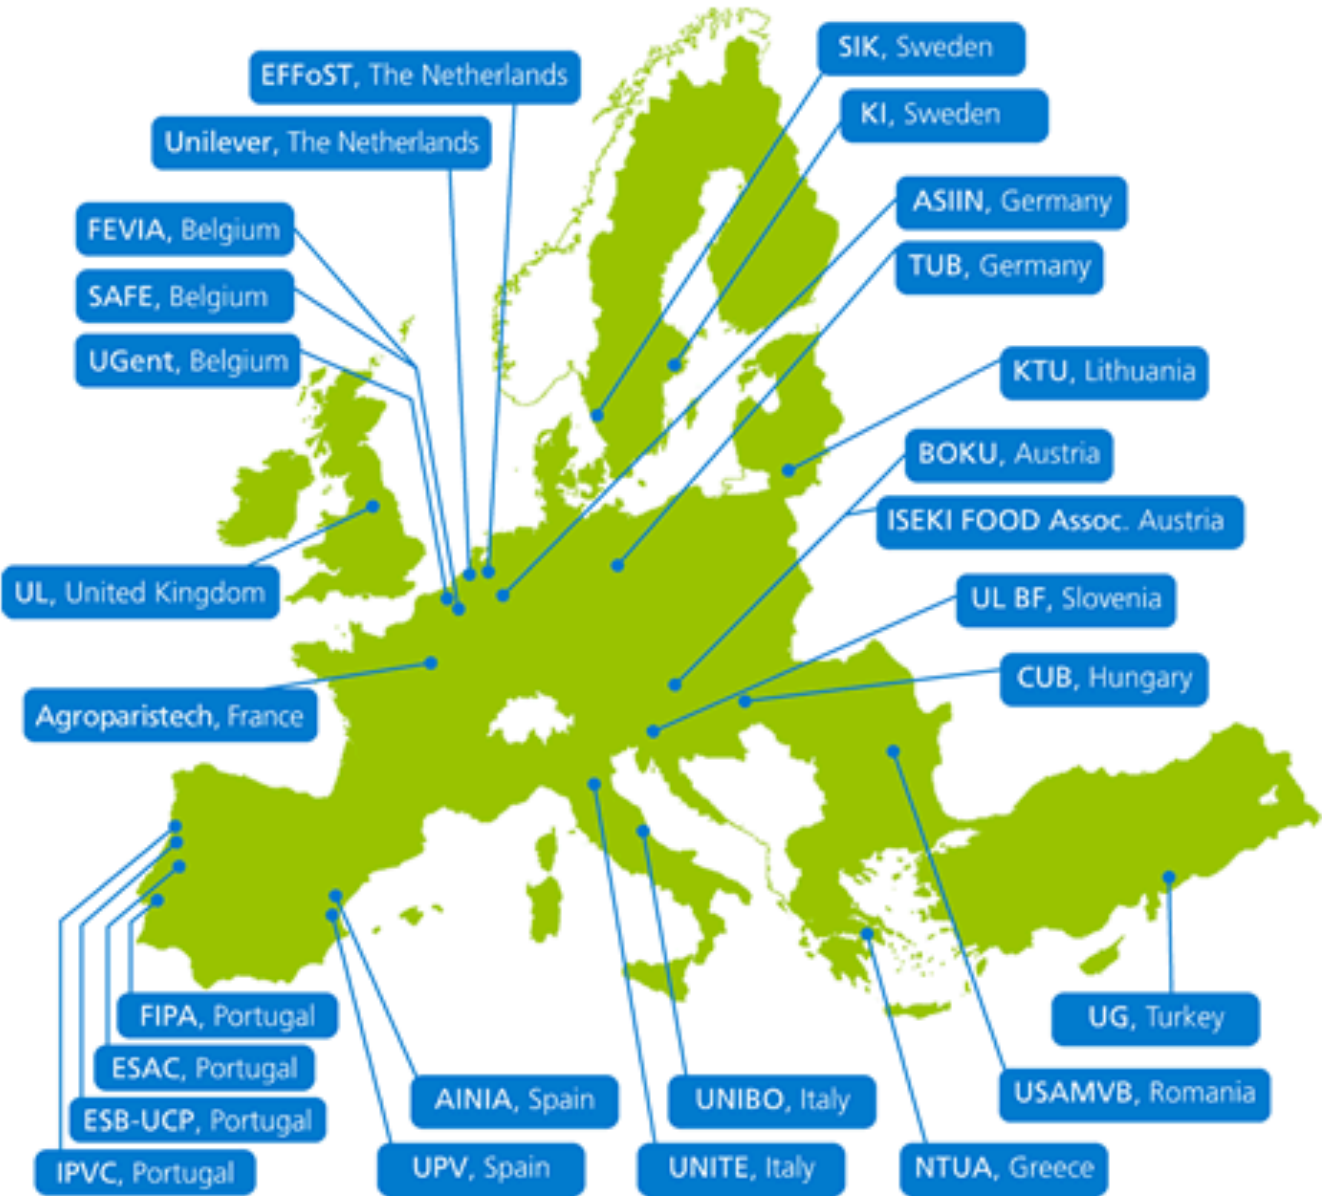 SIK, Sweden
EFFoST, The Netherlands
KI, Sweden
Unilever, The Netherlands
ASIIN, Germany
FEVIA, Belgium
TUB, Germany
SAFE, Belgium
UGent, Belgium
KTU, Lithuania
BOKU, Austria
ISEKI FOOD Assoc. Austria
UL, United Kingdom
UL BF, Slovenia
CUB, Hungary
Agroparistech, France
FIPA, Portugal
UG, Turkey
ESAC, Portugal
AINIA, Spain
UNIBO, Italy
USAMVB, Romania
ESB-UCP, Portugal
IPVC, Portugal
UPV, Spain
UNITE, Italy
NTUA, Greece